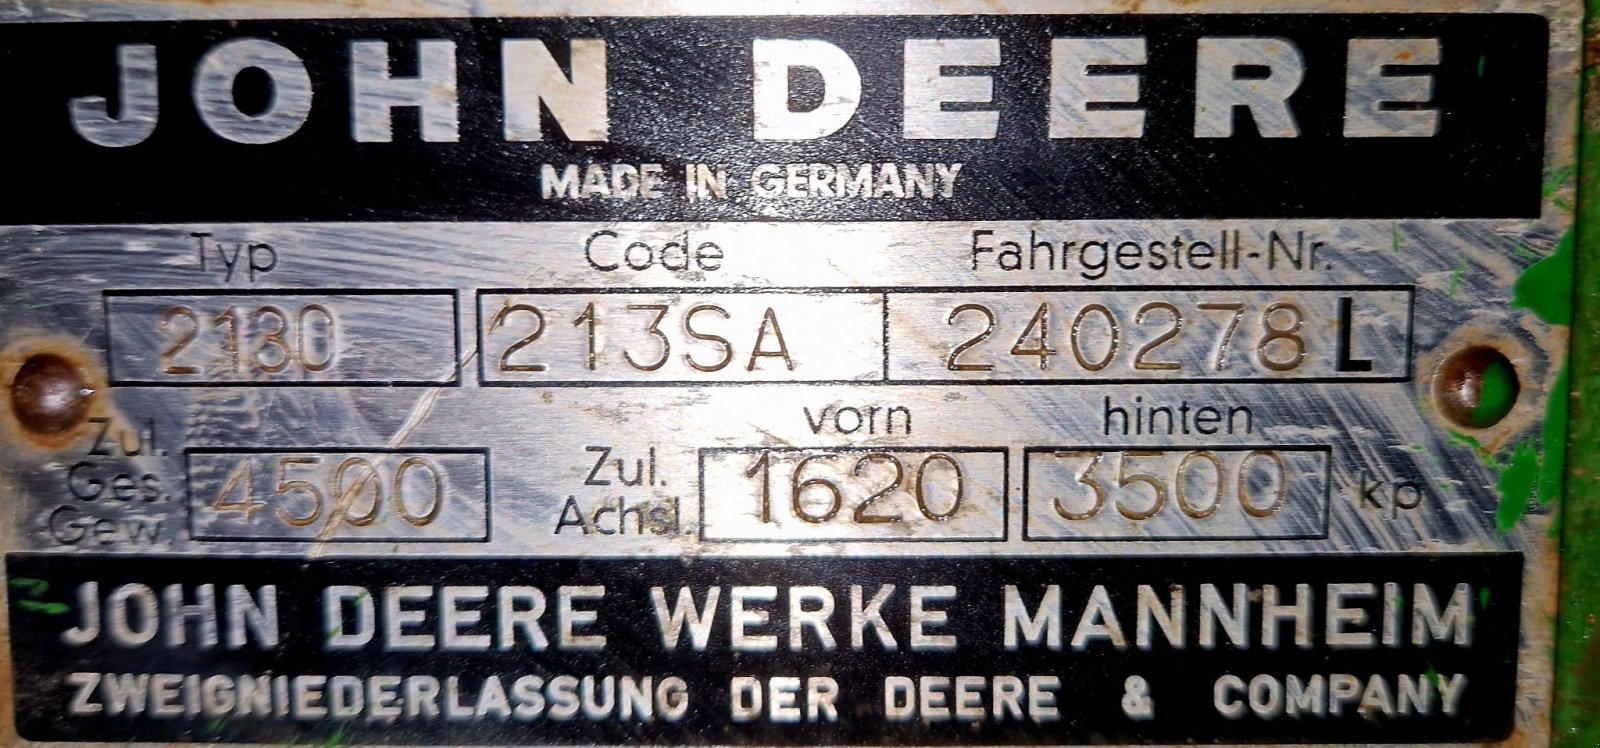 JOHN DEERE
MADE IN GERMANY
Typ Code Fahrgestell-Nr.
2130 213SA 240278L
vorn hinten
Zul. Ges. Gew. 4500 Zul. Achsl. 1620 3500 kp
JOHN DEERE WERKE MANNHEIM
ZWEIGNIEDERLASSUNG DER DEERE & COMPANY